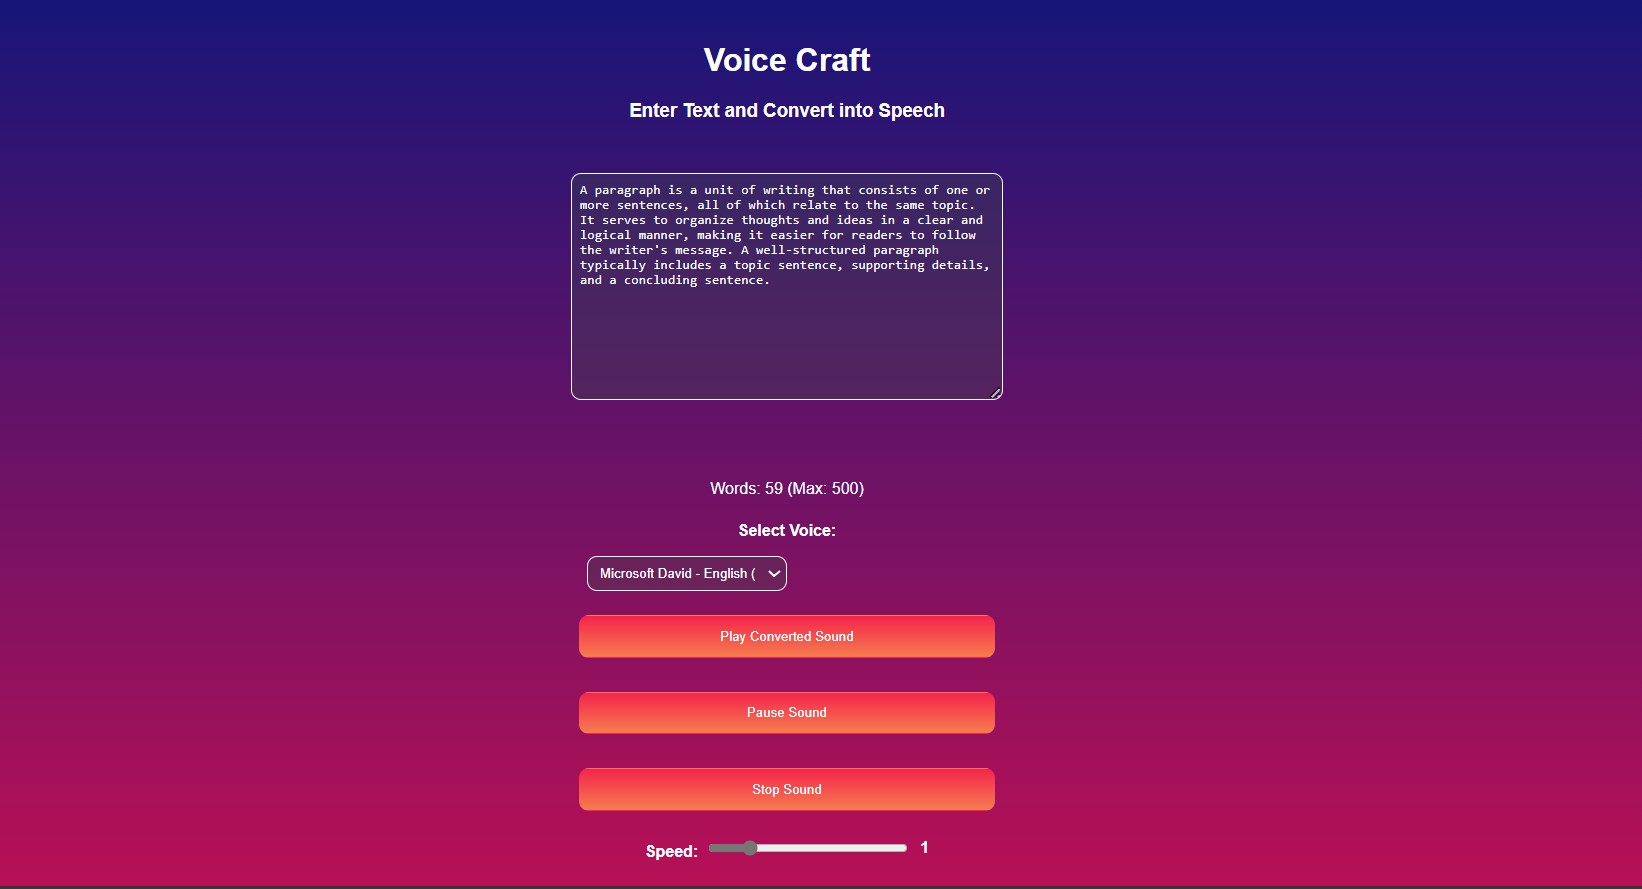 Voice Craft
Enter Text and Convert into Speech
A paragraph is a unit of writing that consists of one or
more sentences, all of which relate to the same topic.
It serves to organize thoughts and ideas in a clear and
logical manner, making it easier for readers to follow
the writer's message. A well-structured paragraph
typically includes a topic sentence, supporting details,
and a concluding sentence.
Words: 59 (Max: 500)
Select Voice:
Microsoft David - English (
Play Converted Sound
Pause Sound
Stop Sound
Speed: 1